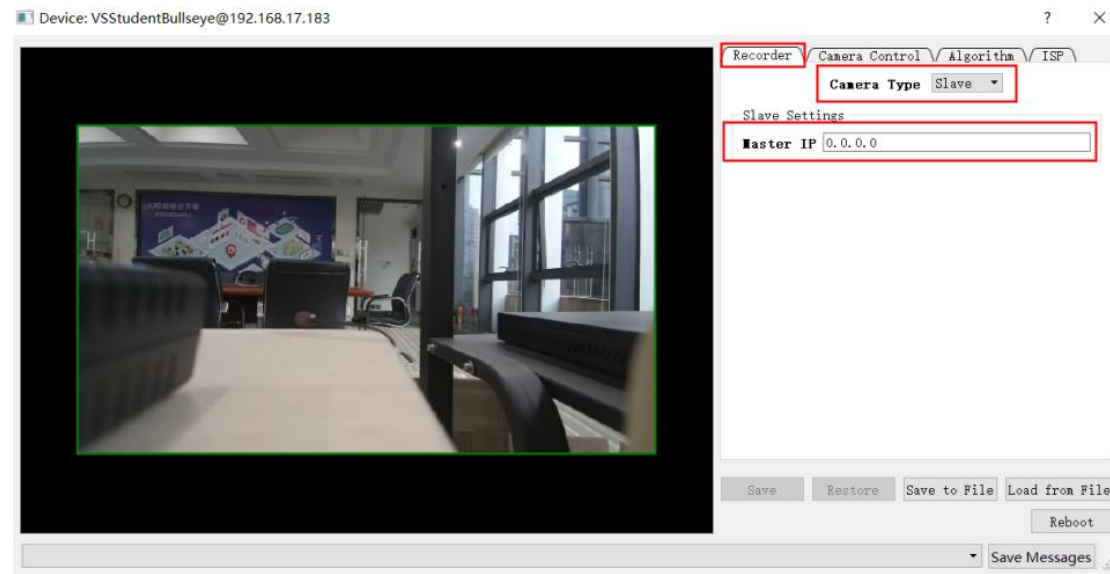 Device: VSStudentBullseye@192.168.17.183
?
Recorder Camera Control Algorithm ISP
Camera Type Slave
Slave Settings
Master IP 0.0.0.0
Save Restore Save to File Load from File
Reboot
Save Messages